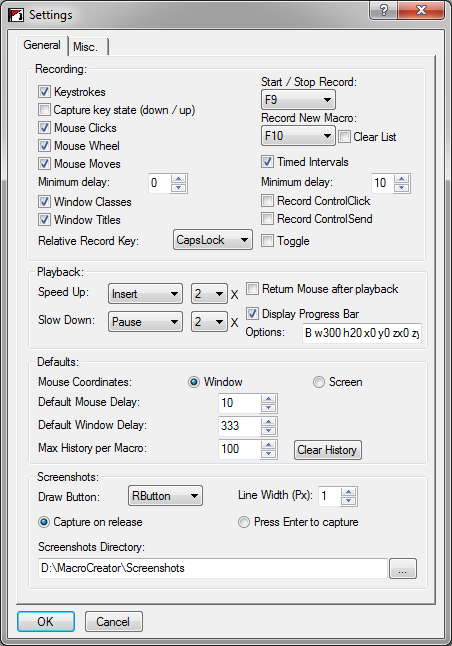 Settings
?
General Misc.
Recording:
Keystrokes
Capture key state (down / up)
Mouse Clicks
Mouse Wheel
Mouse Moves
Minimum delay: 0
Window Classes
Window Titles
Relative Record Key: CapsLock
Start / Stop Record:
F9
Record New Macro:
F10 Clear List
Timed Intervals
Minimum delay: 10
Record ControlClick
Record ControlSend
Toggle
Playback:
Speed Up: Insert 2 X
Slow Down: Pause 2 X
Return Mouse after playback
Display Progress Bar
Options: B w300 h20 x0 y0 zx0 zy
Defaults:
Mouse Coordinates: Window Screen
Default Mouse Delay: 10
Default Window Delay: 333
Max History per Macro: 100 Clear History
Screenshots:
Draw Button: RButton Line Width (Px): 1
Capture on release Press Enter to capture
Screenshots Directory:
D:\MacroCreator\Screenshots ...
OK Cancel